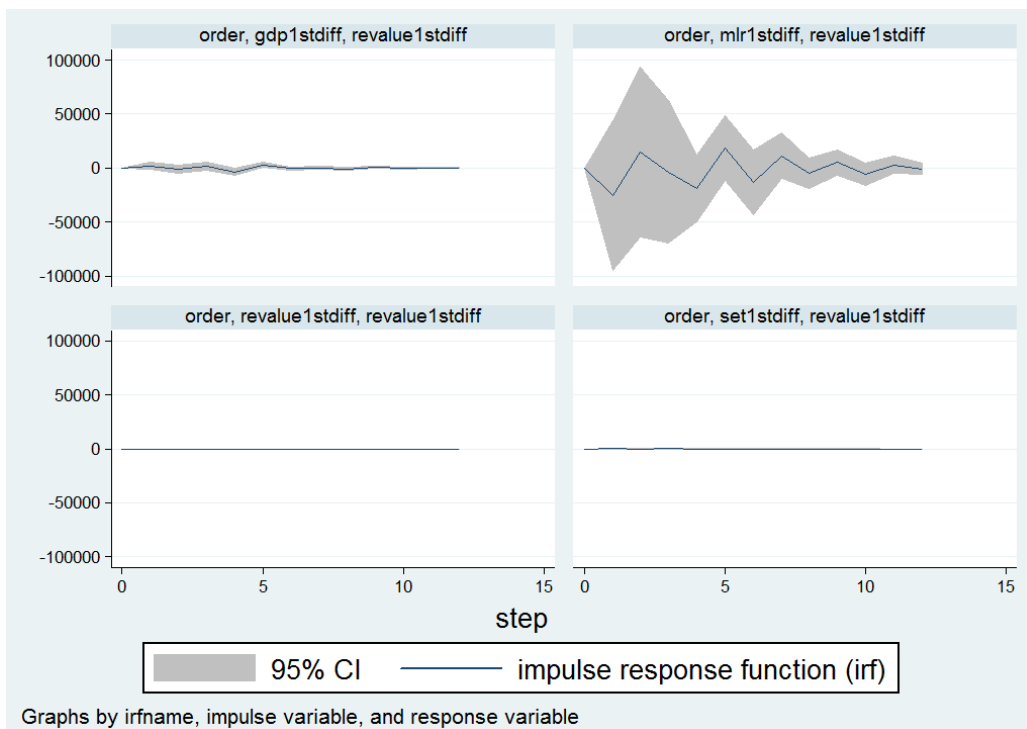 order, gdp1stdiff, revalue1stdiff
order, mlr1stdiff, revalue1stdiff
100000
50000
0
-50000
-100000
order, revalue1stdiff, revalue1stdiff
order, set1stdiff, revalue1stdiff
100000
50000
0
-50000
-100000
0 5 10 15 0 5 10 15
step
95% CI impulse response function (irf)
Graphs by irfname, impulse variable, and response variable